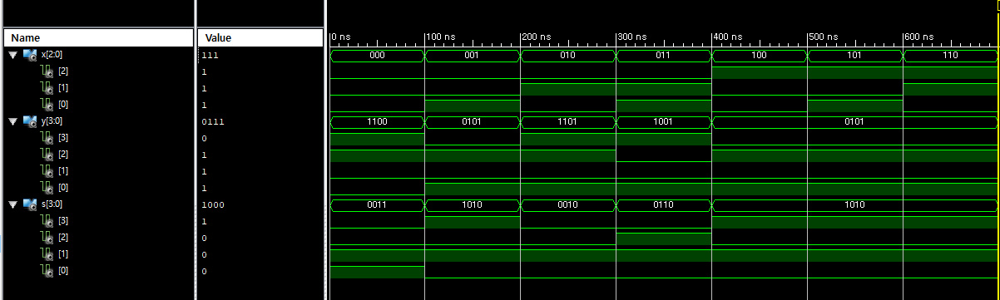 Name Value 0 ns 100 ns 200 ns 300 ns 400 ns 500 ns 600 ns
x[2:0] 111 000 001 010 011 100 101 110
[2] 1
[1] 1
[0] 1
y[3:0] 0111 1100 0101 1101 1001 0101
[3] 0
[2] 1
[1] 1
[0] 1
s[3:0] 1000 0011 1010 0010 0110 1010
[3] 1
[2] 0
[1] 0
[0] 0